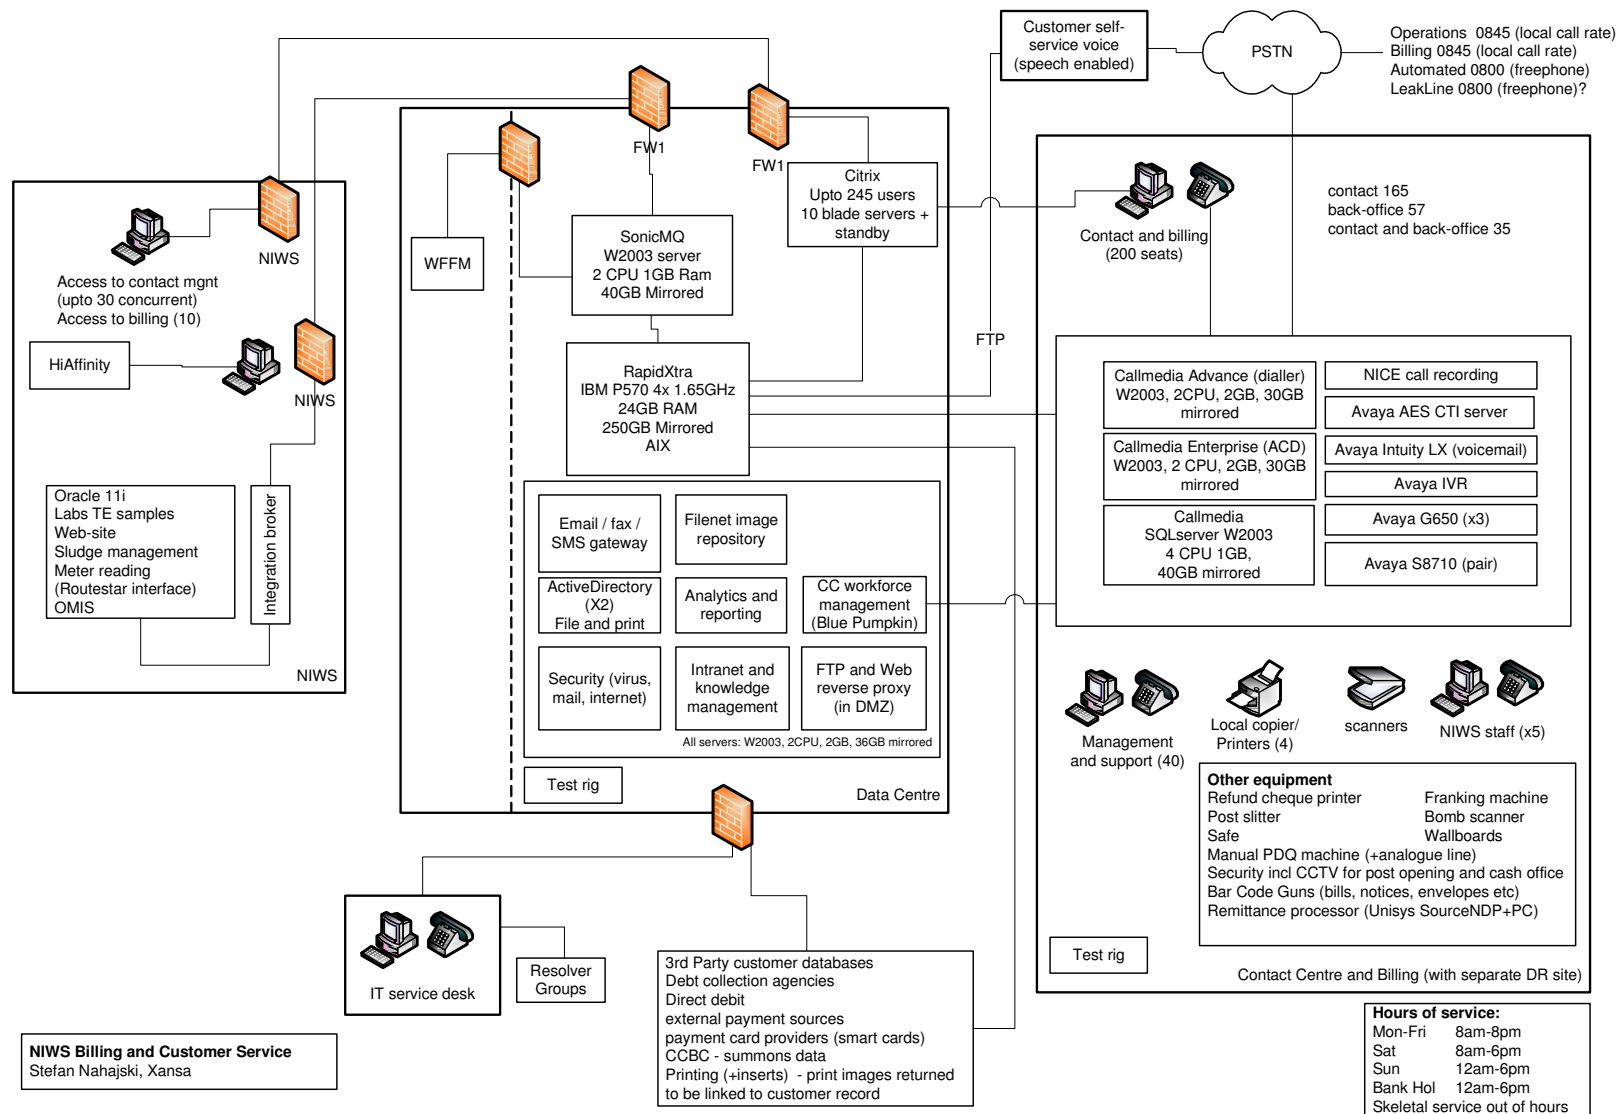 Customer self-
service voice
(speech enabled)
PSTN
Operations  0845 (local call rate)
Billing 0845 (local call rate)
Automated 0800 (freephone)
LeakLine 0800 (freephone)?
NIWS
Access to contact mgnt
(upto 30 concurrent)
Access to billing (10)
HiAffinity
NIWS
Oracle 11i
Labs TE samples
Web-site
Sludge management
Meter reading
(Routestar interface)
OMIS
Integration broker
NIWS
FW1
FW1
WFFM
SonicMQ
W2003 server
2 CPU 1GB Ram
40GB Mirrored
Citrix
Upto 245 users
10 blade servers +
standby
RapidXtra
IBM P570 4x 1.65GHz
24GB RAM
250GB Mirrored
AIX
FTP
Email / fax /
SMS gateway
Filenet image
repository
ActiveDirectory
(X2)
File and print
Analytics and
reporting
CC workforce
management
(Blue Pumpkin)
Security (virus,
mail, internet)
Intranet and
knowledge
management
FTP and Web
reverse proxy
(in DMZ)
All servers: W2003, 2CPU, 2GB, 36GB mirrored
Test rig
Data Centre
Contact and billing
(200 seats)
contact 165
back-office 57
contact and back-office 35
Callmedia Advance (dialler)
W2003, 2CPU, 2GB, 30GB
mirrored
Callmedia Enterprise (ACD)
W2003, 2 CPU, 2GB, 30GB
mirrored
Callmedia
SQLserver W2003
4 CPU 1GB,
40GB mirrored
NICE call recording
Avaya AES CTI server
Avaya Intuity LX (voicemail)
Avaya IVR
Avaya G650 (x3)
Avaya S8710 (pair)
Management
and support (40)
Local copier/
Printers (4)
scanners
NIWS staff (x5)
Other equipment
Refund cheque printer
Franking machine
Post slitter
Bomb scanner
Safe
Wallboards
Manual PDQ machine (+analogue line)
Security incl CCTV for post opening and cash office
Bar Code Guns (bills, notices, envelopes etc)
Remittance processor (Unisys SourceNDP+PC)
Test rig
Contact Centre and Billing (with separate DR site)
IT service desk
Resolver
Groups
3rd Party customer databases
Debt collection agencies
Direct debit
external payment sources
payment card providers (smart cards)
CCBC - summons data
Printing (+inserts)  - print images returned
to be linked to customer record
Hours of service:
Mon-Fri 8am-8pm
Sat 8am-6pm
Sun 12am-6pm
Bank Hol 12am-6pm
Skeletal service out of hours
NIWS Billing and Customer Service
Stefan Nahajski, Xansa